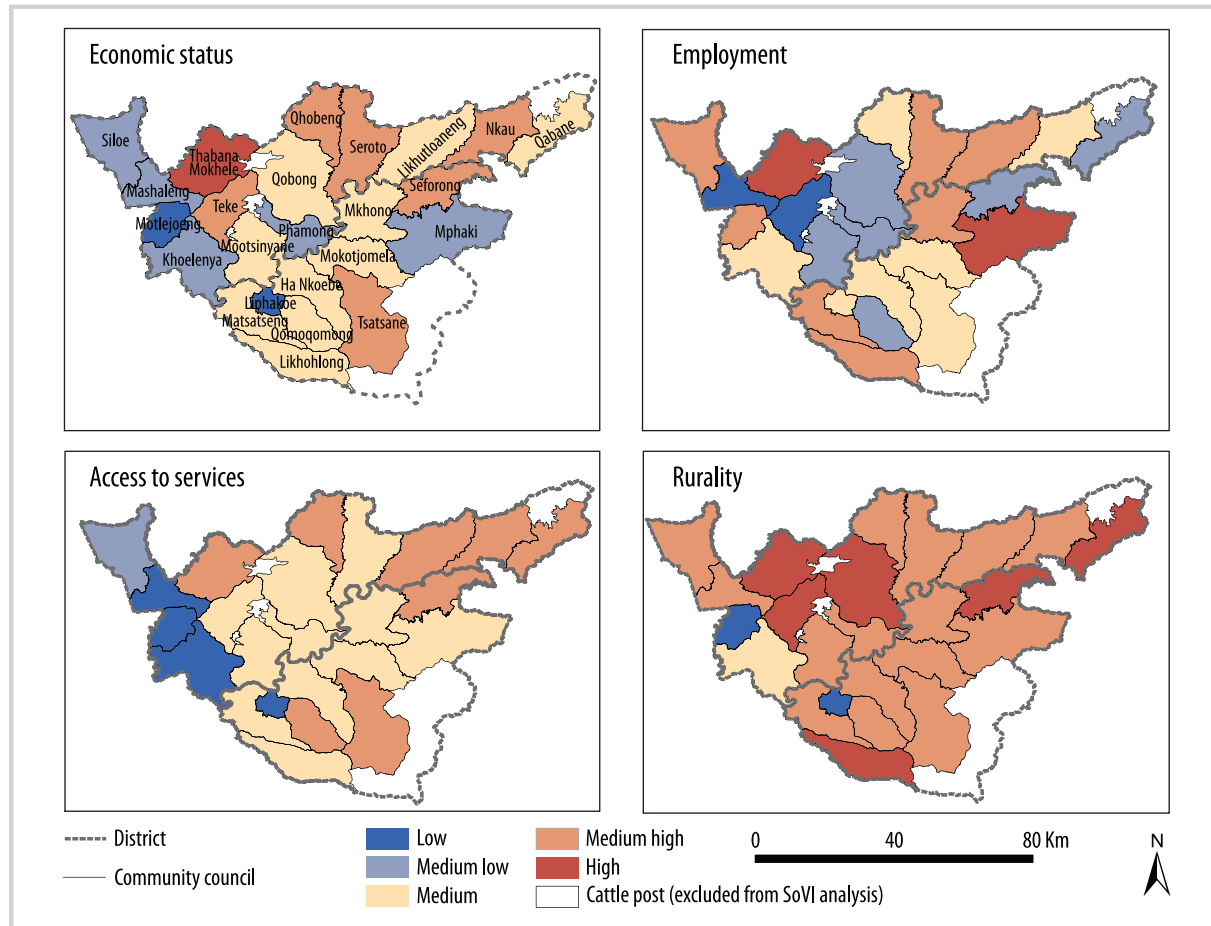 Economic status
Siloe
Thabana
Mokhele
Qhobeng
Seroto
Likhutloaneng
Nkau
Qabane
Mashaleng
Qobong
Seforong
Motlejoeng
Teke
Mkhono
Phamong
Mphaki
Khoelenya
Mootsinyane
Mokotjomela
Ha Nkoebe
Liphakoe
Matsatseng
Qomoqomong
Tsatsane
Likhohlong
Employment
Access to services
Rurality
District
Community council
Low
Medium low
Medium
Medium high
High
Cattle post (excluded from SoVI analysis)
0 40 80 Km
N